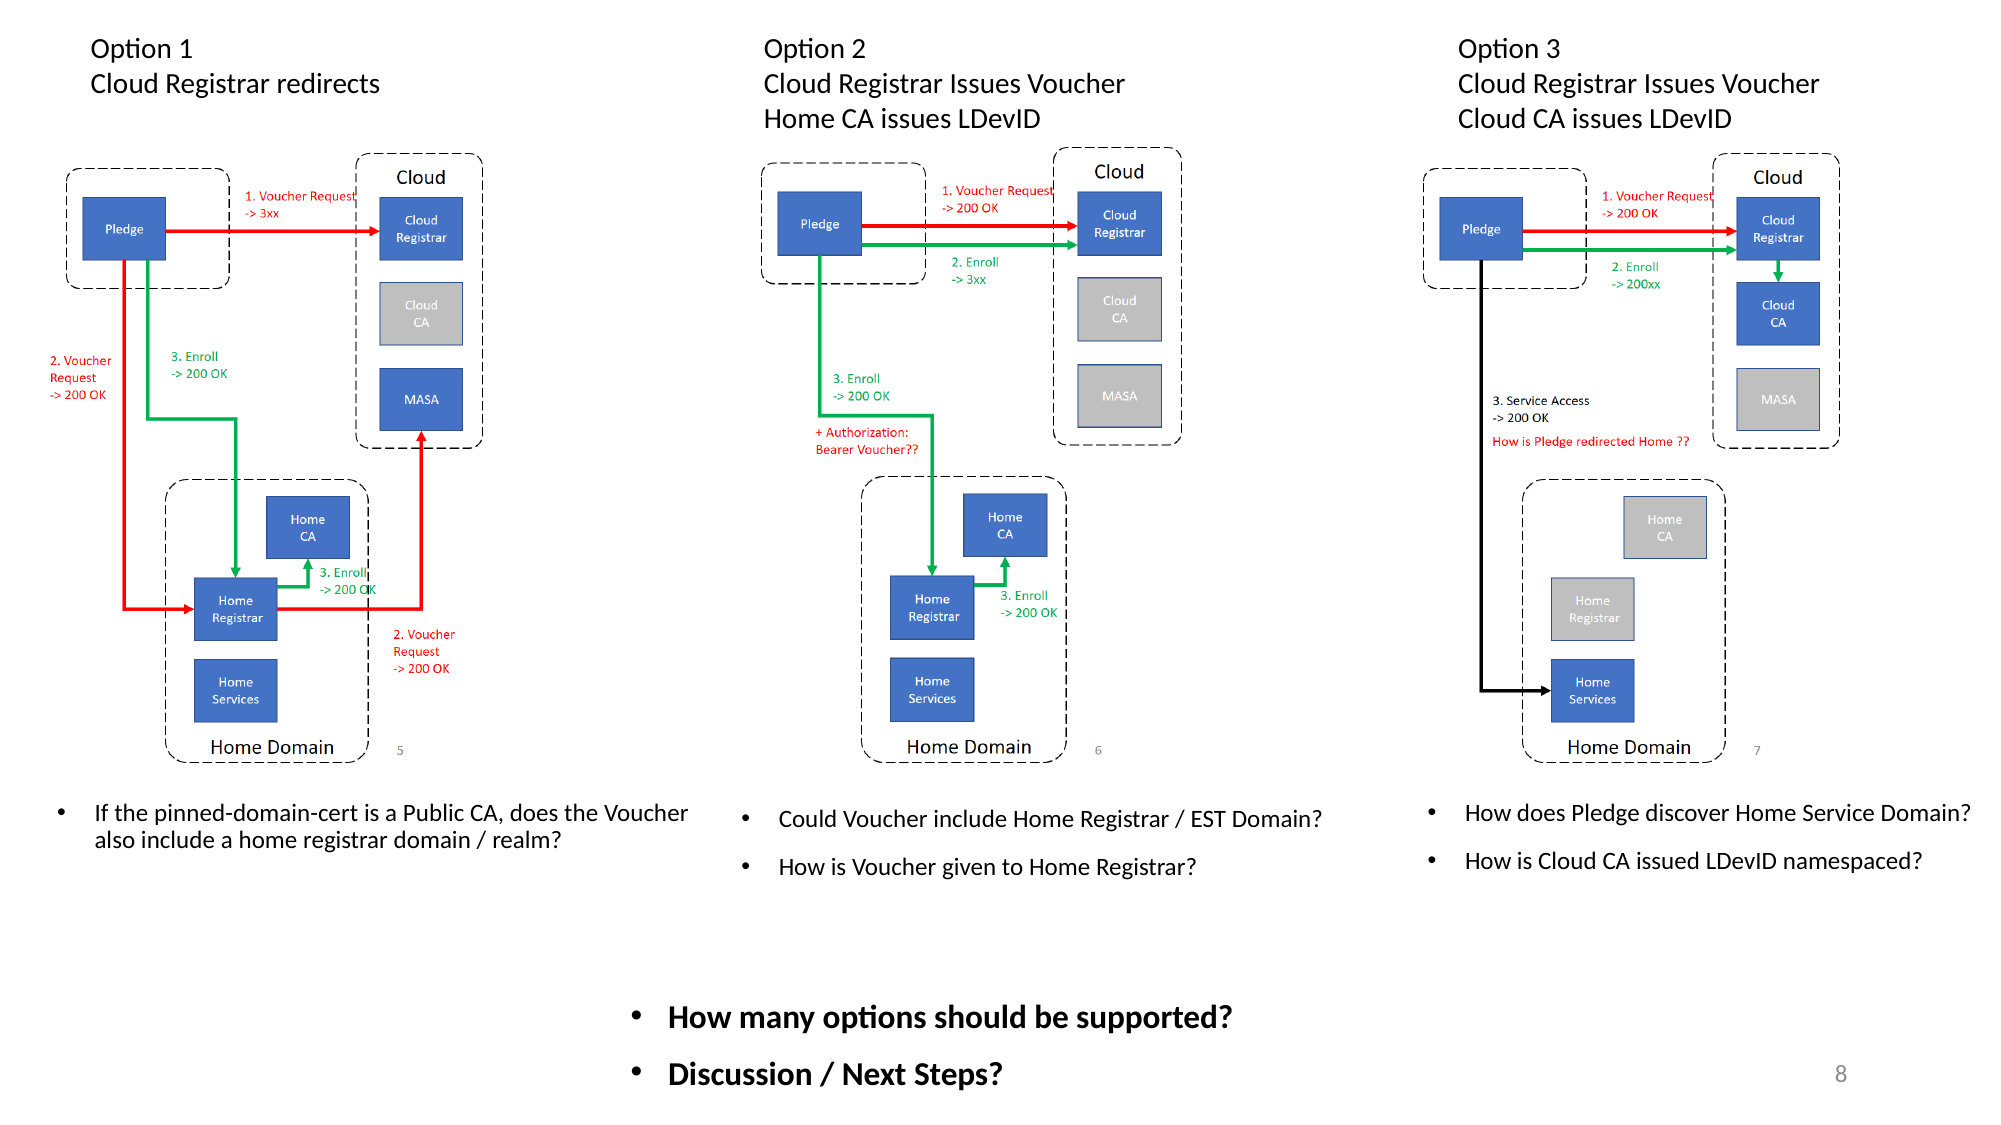 Option 1
Cloud Registrar redirects
Cloud
1. Voucher Request
-> 3xx
Pledge
Cloud
Registrar
Cloud
CA
2. Voucher
Request
-> 200 OK
3. Enroll
-> 200 OK
MASA
Home
CA
3. Enroll
-> 200 OK
Home
Registrar
2. Voucher
Request
-> 200 OK
Home
Services
Home Domain
5
• If the pinned-domain-cert is a Public CA, does the Voucher
also include a home registrar domain / realm?
Option 2
Cloud Registrar Issues Voucher
Home CA issues LDevID
Cloud
1. Voucher Request
-> 200 OK
Pledge
Cloud
Registrar
2. Enroll
-> 3xx
Cloud
CA
3. Enroll
-> 200 OK
MASA
+ Authorization:
Bearer Voucher??
Home
CA
Home
Registrar
3. Enroll
-> 200 OK
Home
Services
Home Domain
6
• Could Voucher include Home Registrar / EST Domain?
• How is Voucher given to Home Registrar?
Option 3
Cloud Registrar Issues Voucher
Cloud CA issues LDevID
Cloud
1. Voucher Request
-> 200 OK
Pledge
Cloud
Registrar
2. Enroll
-> 200xx
Cloud
CA
3. Service Access
-> 200 OK
MASA
How is Pledge redirected Home ??
Home
CA
Home
Registrar
Home
Services
Home Domain
7
• How does Pledge discover Home Service Domain?
• How is Cloud CA issued LDevID namespaced?
• How many options should be supported?
• Discussion / Next Steps?
8